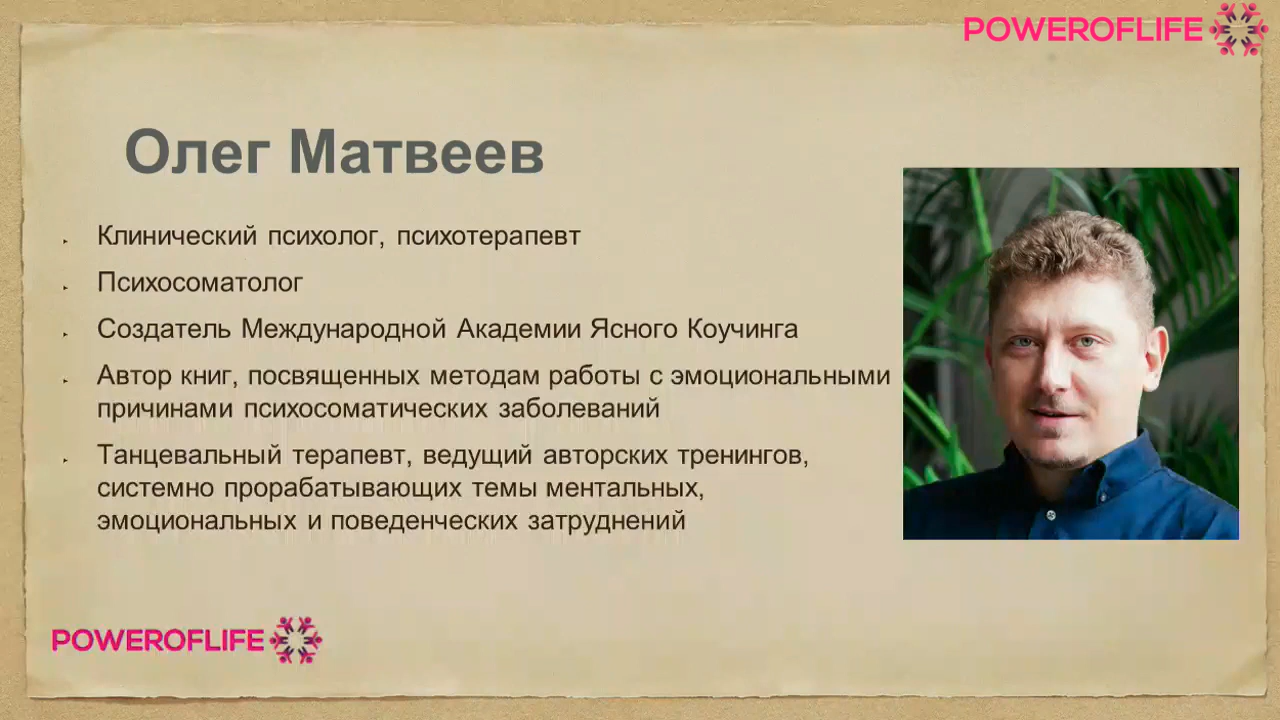 POWEROFLIFE
Олег Матвеев
Клинический психолог, психотерапевт
Психосоматолог
Создатель Международной Академии Ясного Коучинга
Автор книг, посвященных методам работы с эмоциональными
причинами психосоматических заболеваний
Танцевальный терапевт, ведущий авторских тренингов,
системно прорабатывающих темы ментальных,
эмоциональных и поведенческих затруднений
POWEROFLIFE